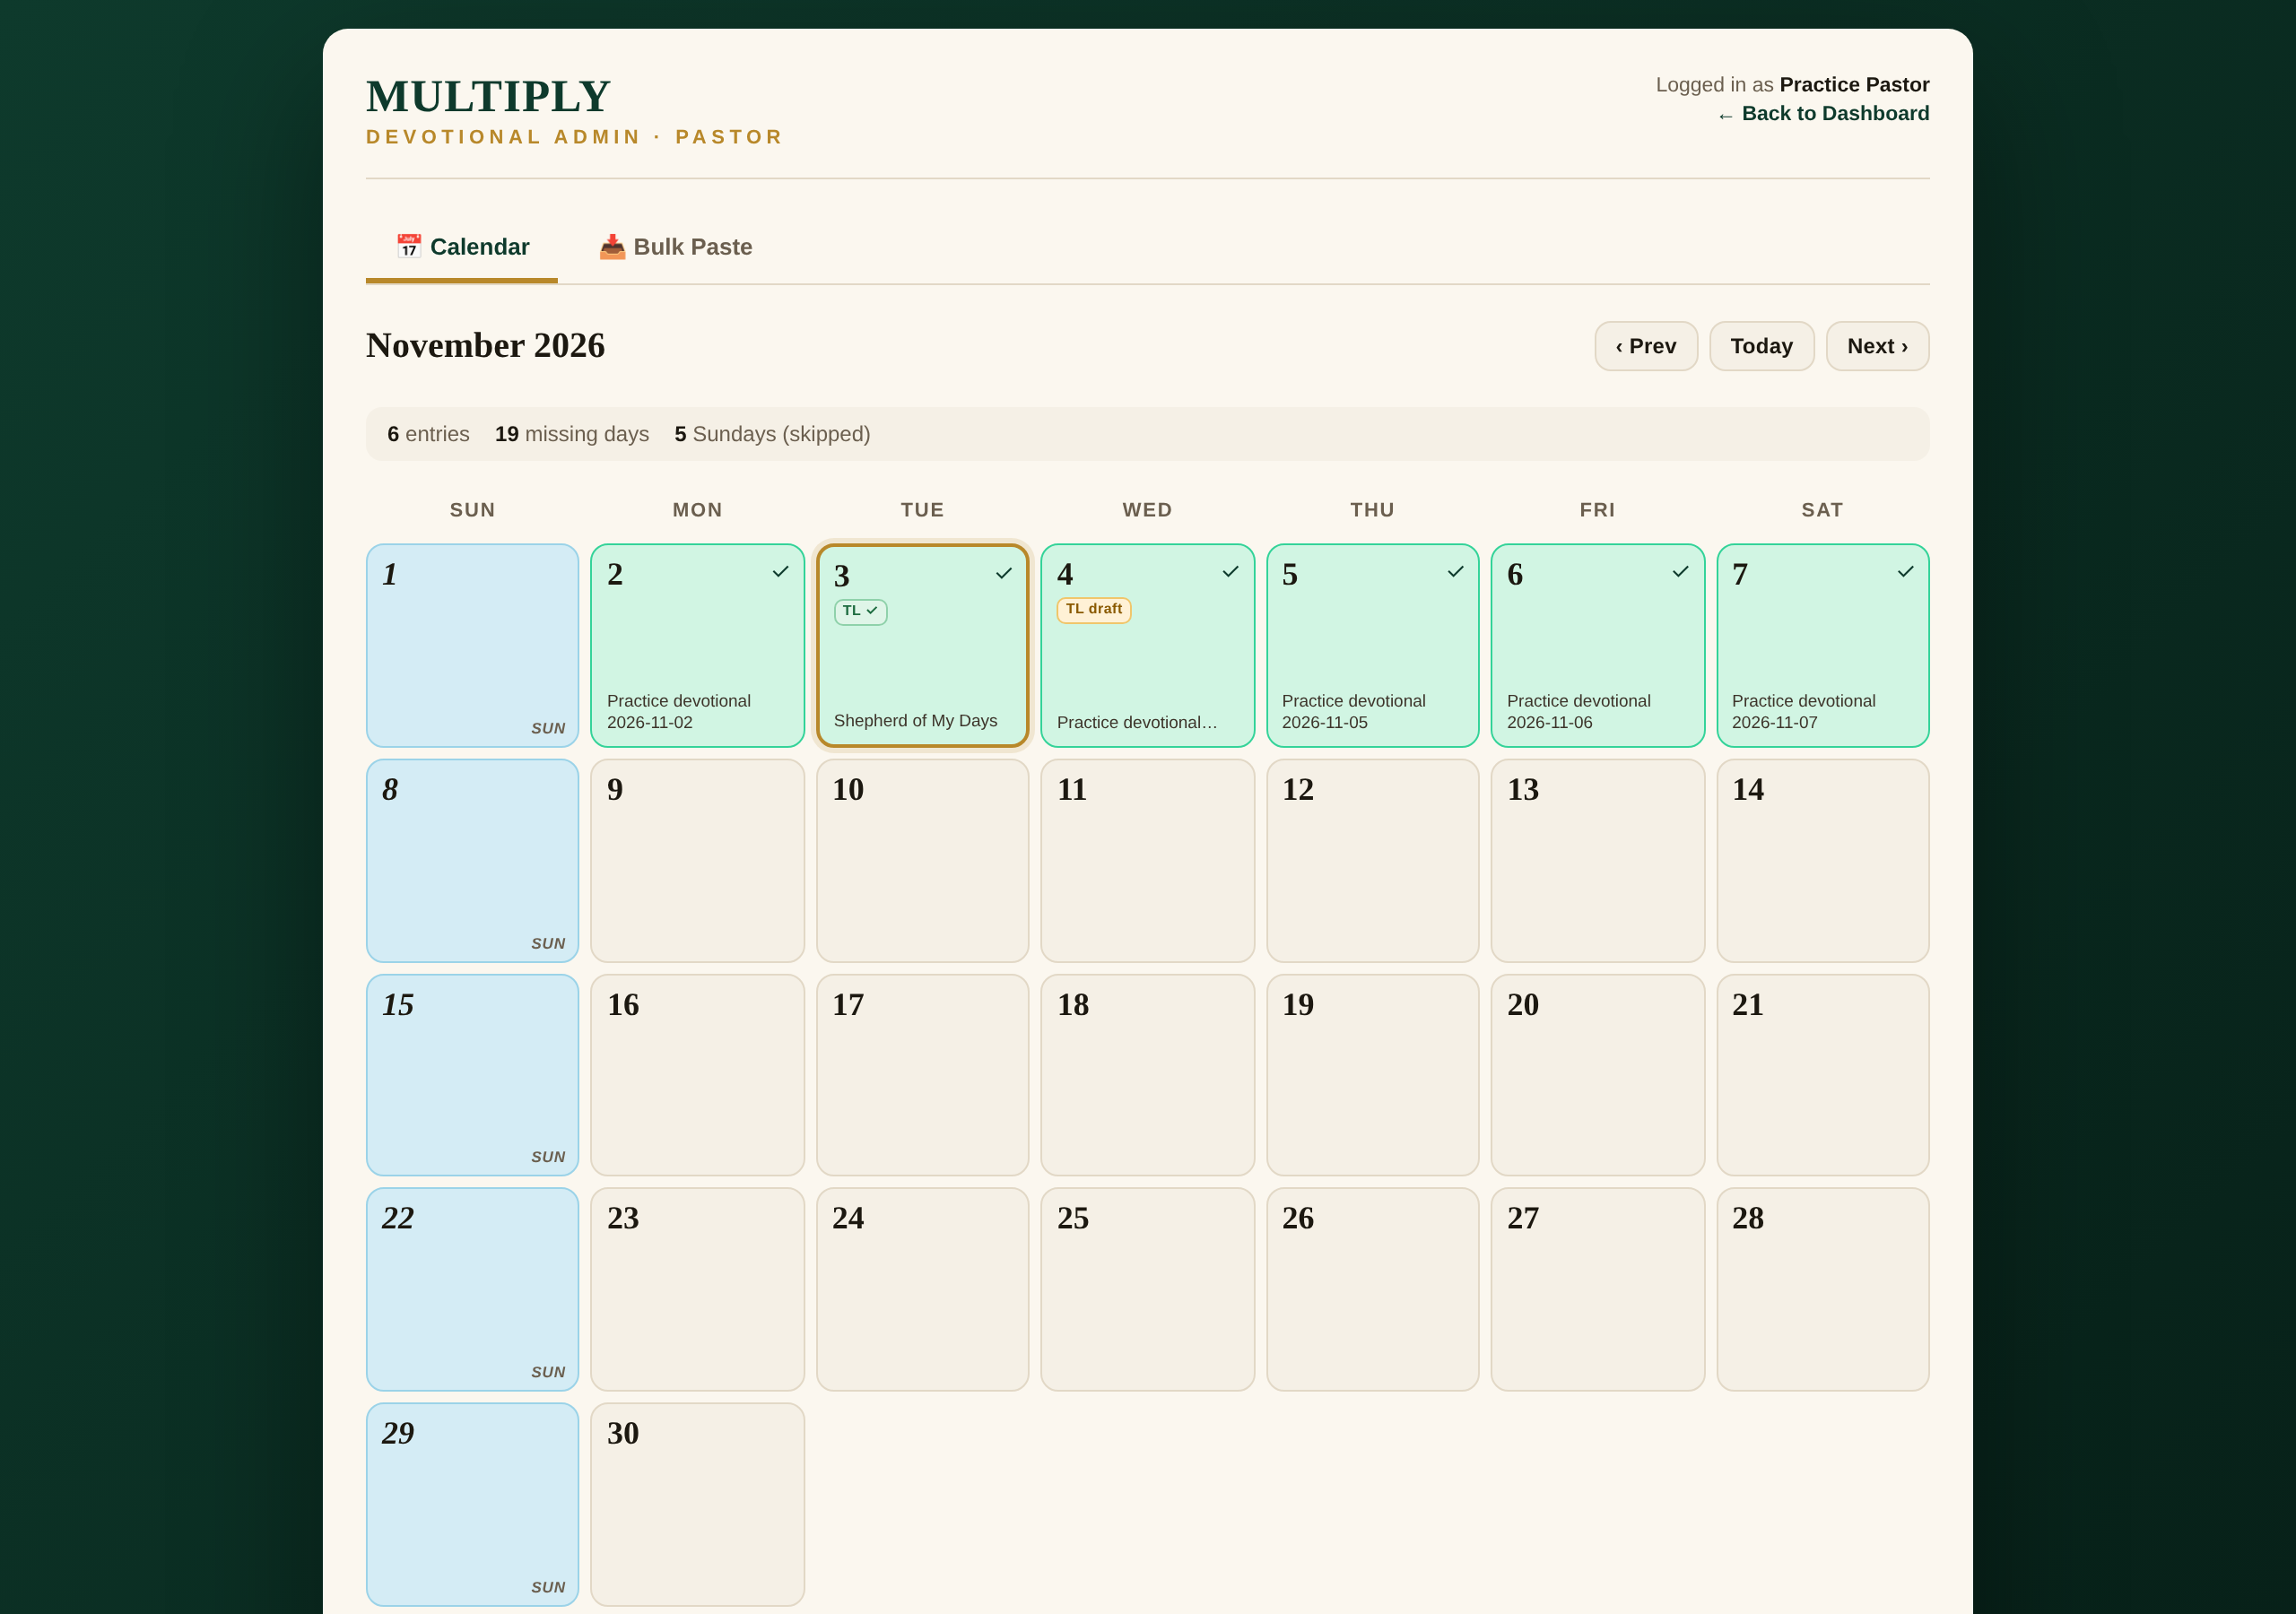 MULTIPLY
DEVOTIONAL ADMIN · PASTOR
Logged in as Practice Pastor
← Back to Dashboard
📅 Calendar
📥 Bulk Paste
November 2026
‹ Prev
Today
Next ›
6 entries 19 missing days 5 Sundays (skipped)
SUN MON TUE WED THU FRI SAT
1
SUN
2 ✓
Practice devotional
2026-11-02
3 ✓
TL ✓
Shepherd of My Days
4 ✓
TL draft
Practice devotional…
5 ✓
Practice devotional
2026-11-05
6 ✓
Practice devotional
2026-11-06
7 ✓
Practice devotional
2026-11-07
8
SUN
9
10
11
12
13
14
15
SUN
16
17
18
19
20
21
22
SUN
23
24
25
26
27
28
29
SUN
30